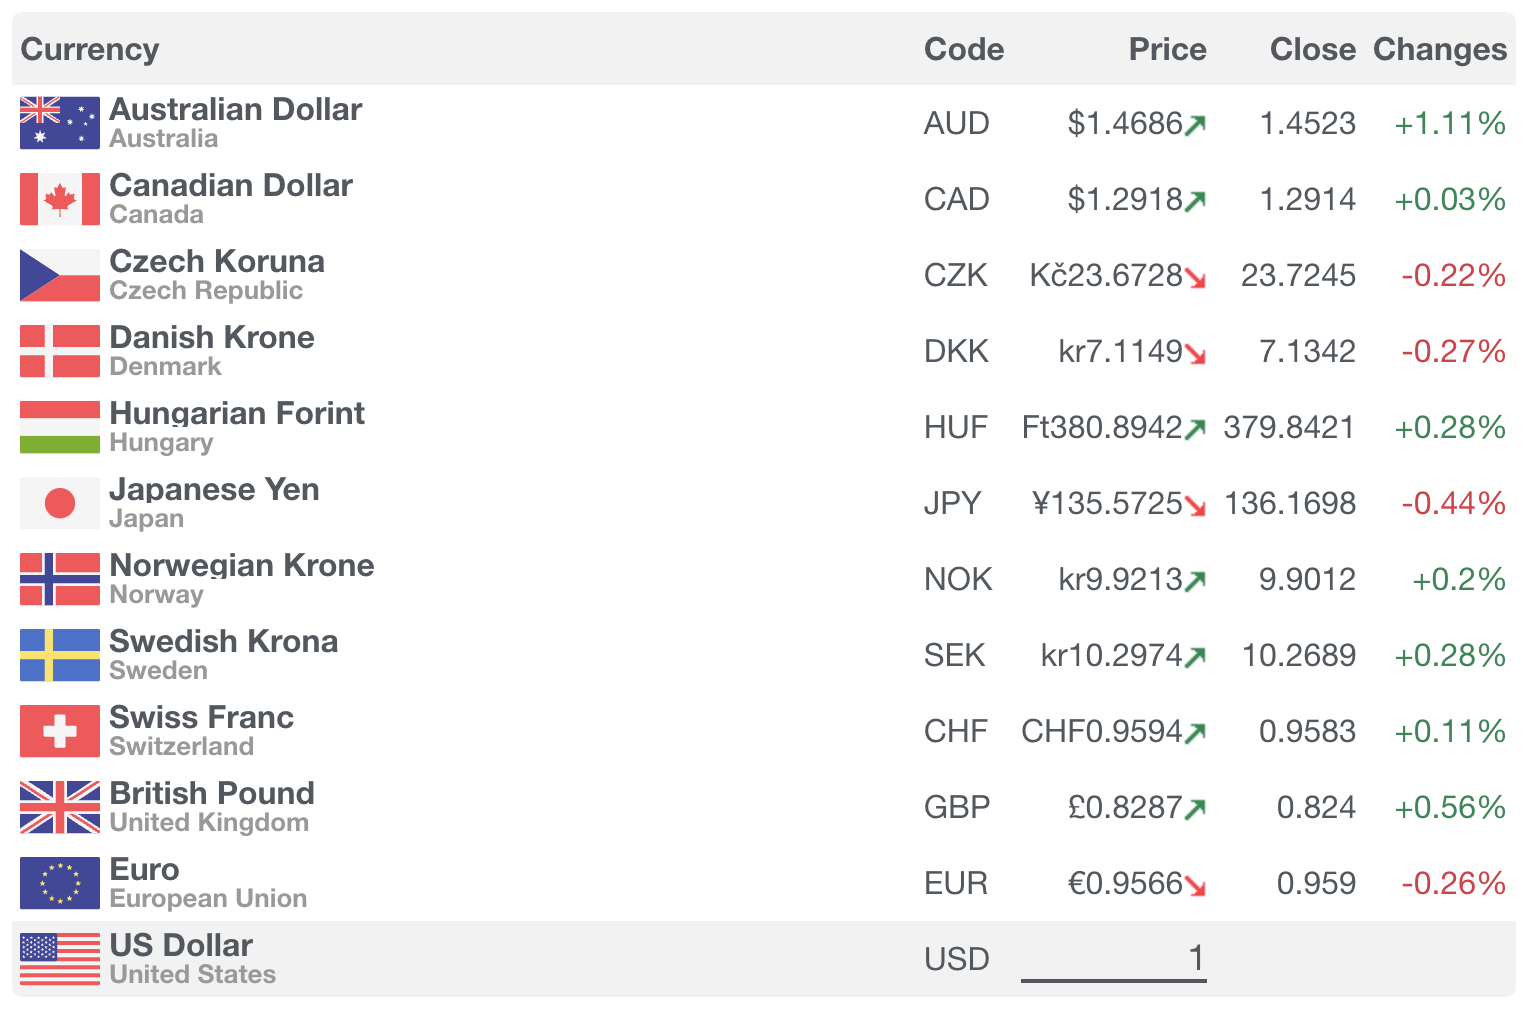 Currency Code Price Close Changes
Australian Dollar
Australia
AUD $1.4686 1.4523 +1.11%
Canadian Dollar
Canada
CAD $1.2918 1.2914 +0.03%
Czech Koruna
Czech Republic
CZK Kč23.6728 23.7245 -0.22%
Danish Krone
Denmark
DKK kr7.1149 7.1342 -0.27%
Hungarian Forint
Hungary
HUF Ft380.8942 379.8421 +0.28%
Japanese Yen
Japan
JPY ¥135.5725 136.1698 -0.44%
Norwegian Krone
Norway
NOK kr9.9213 9.9012 +0.2%
Swedish Krona
Sweden
SEK kr10.2974 10.2689 +0.28%
Swiss Franc
Switzerland
CHF CHF0.9594 0.9583 +0.11%
British Pound
United Kingdom
GBP £0.8287 0.824 +0.56%
Euro
European Union
EUR €0.9566 0.959 -0.26%
US Dollar
United States
USD 1